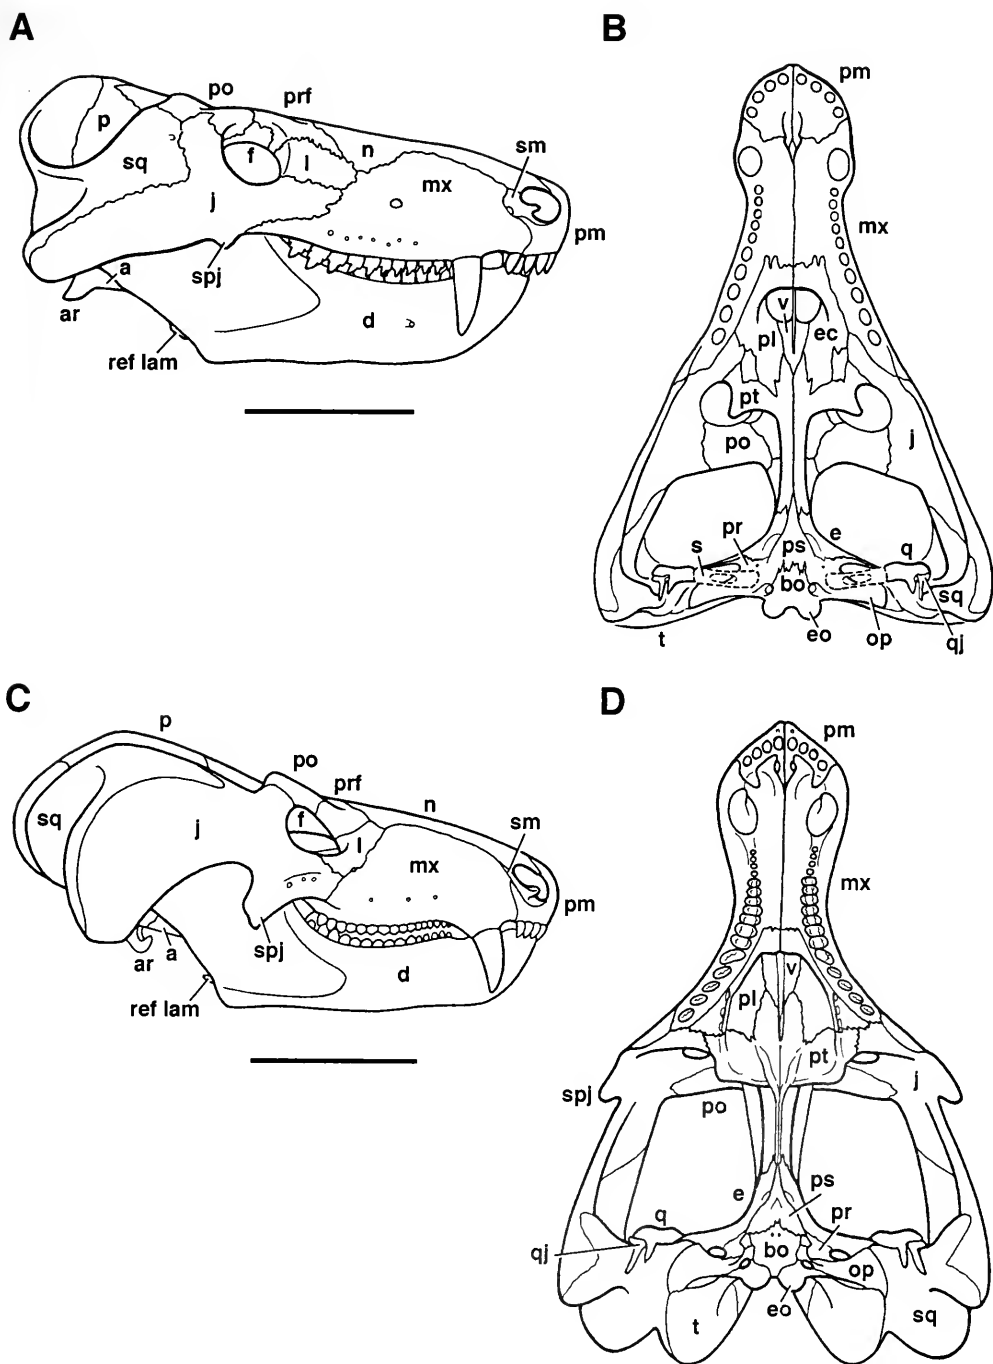 A
po
prf
p
n
sm
sq
f
l
mx
j
pm
a
spj
ar
d
ref lam
B
pm
mx
v
pl
ec
pt
po
j
pr
e
s
ps
q
bo
sq
t
eo
op
qj
C
p
po
prf
n
sm
sq
j
f
l
mx
pm
spj
ar
a
d
ref lam
D
pm
mx
v
pl
pt
spj
j
po
e
ps
q
pr
qj
bo
op
eo
t
sq